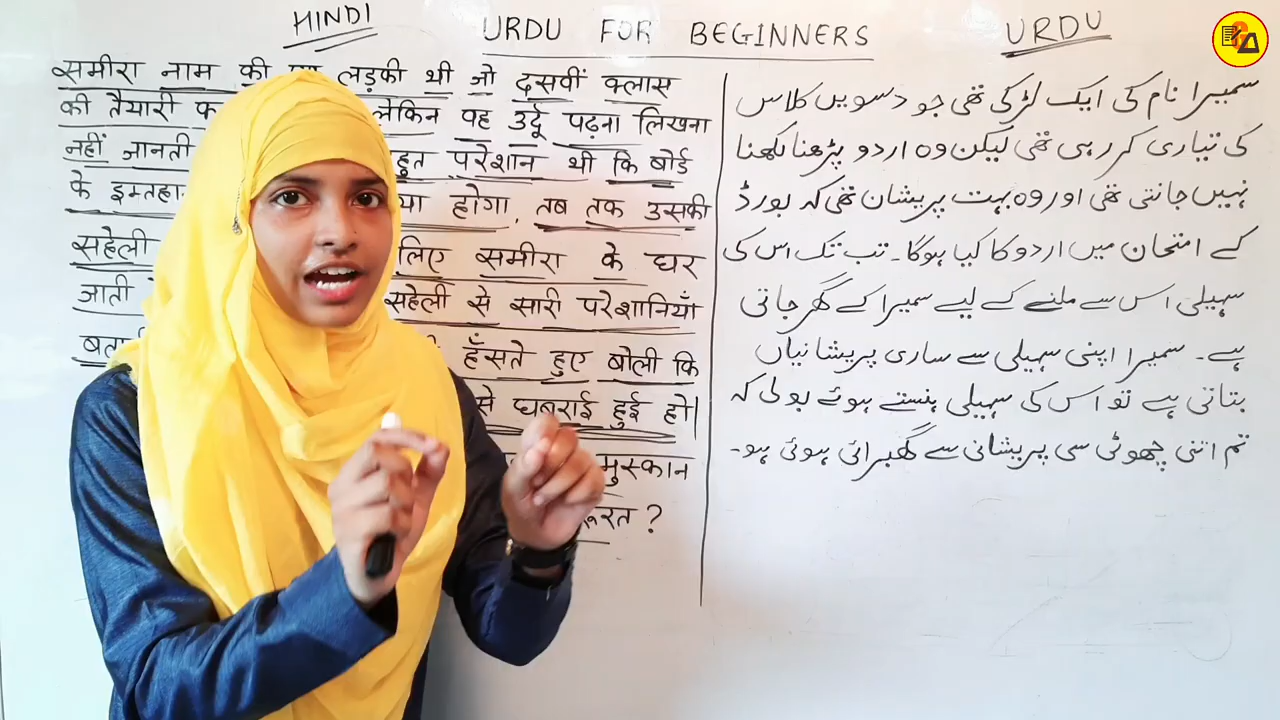 HINDI
URDU FOR BEGINNERS
URDU
समीरा नाम की लड़की थी जो दसवीं क्लास
की तैयारी लेकिन वह उर्दू पढ़ना लिखना
नहीं जानती परेशान थी कि बोर्ड
के होगा, तब तक उसकी
सहेली लिए समीरा के घर
जाती सहेली से सारी परेशानियाँ
हँसते हुए बोली कि
से घबराई हुई हो।
मुस्कान
?
سمیرا نام کی ایک لڑکی تھی جو دسویں کلاس
کی تیاری کر رہی تھی لیکن وہ اردو پڑھنا لکھنا
نہیں جانتی تھی اور وہ بہت پریشان تھی کہ بورڈ
کے امتحان میں اردو کا کیا ہوگا۔ تب تک اس کی
سہیلی اس سے ملنے کے لیے سمیرا کے گھر جاتی
ہے۔ سمیرا اپنی سہیلی سے ساری پریشانیاں
بتاتی ہے تو اس کی سہیلی ہنستے ہوئے بولی کہ
تم اتنی چھوٹی سی پریشانی سے گھبرائی ہوئی ہو۔